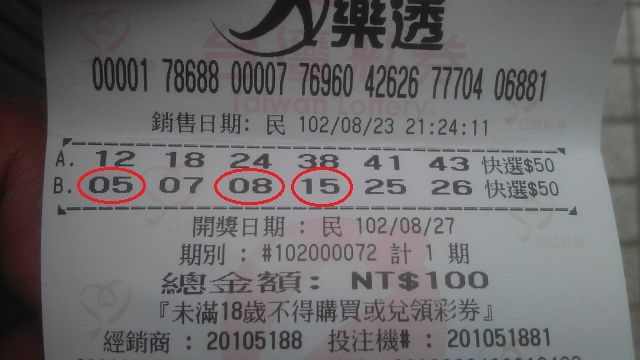 樂透
00001 78688 00007 76960 42626 77704 06881
銷售日期: 民 102/08/23 21:24:11
A. 12 18 24 38 41 43 快選$50
B. 05 07 08 15 25 26 快選$50
開獎日期 : 民 102/08/27
期別 : #102000072 計 1 期
總金額: NT$100
『未滿18歲不得購買或兌領彩券』
經銷商 : 20105188 投注機# : 201051881